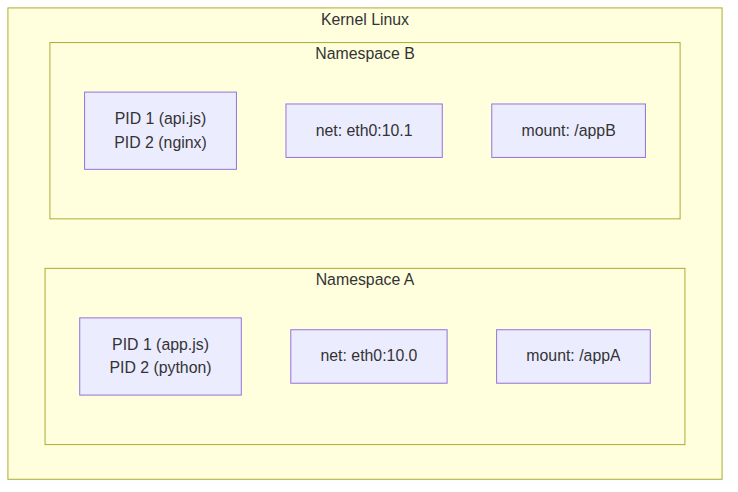 Kernel Linux
Namespace B
PID 1 (api.js)
PID 2 (nginx)
net: eth0:10.1
mount: /appB
Namespace A
PID 1 (app.js)
PID 2 (python)
net: eth0:10.0
mount: /appA